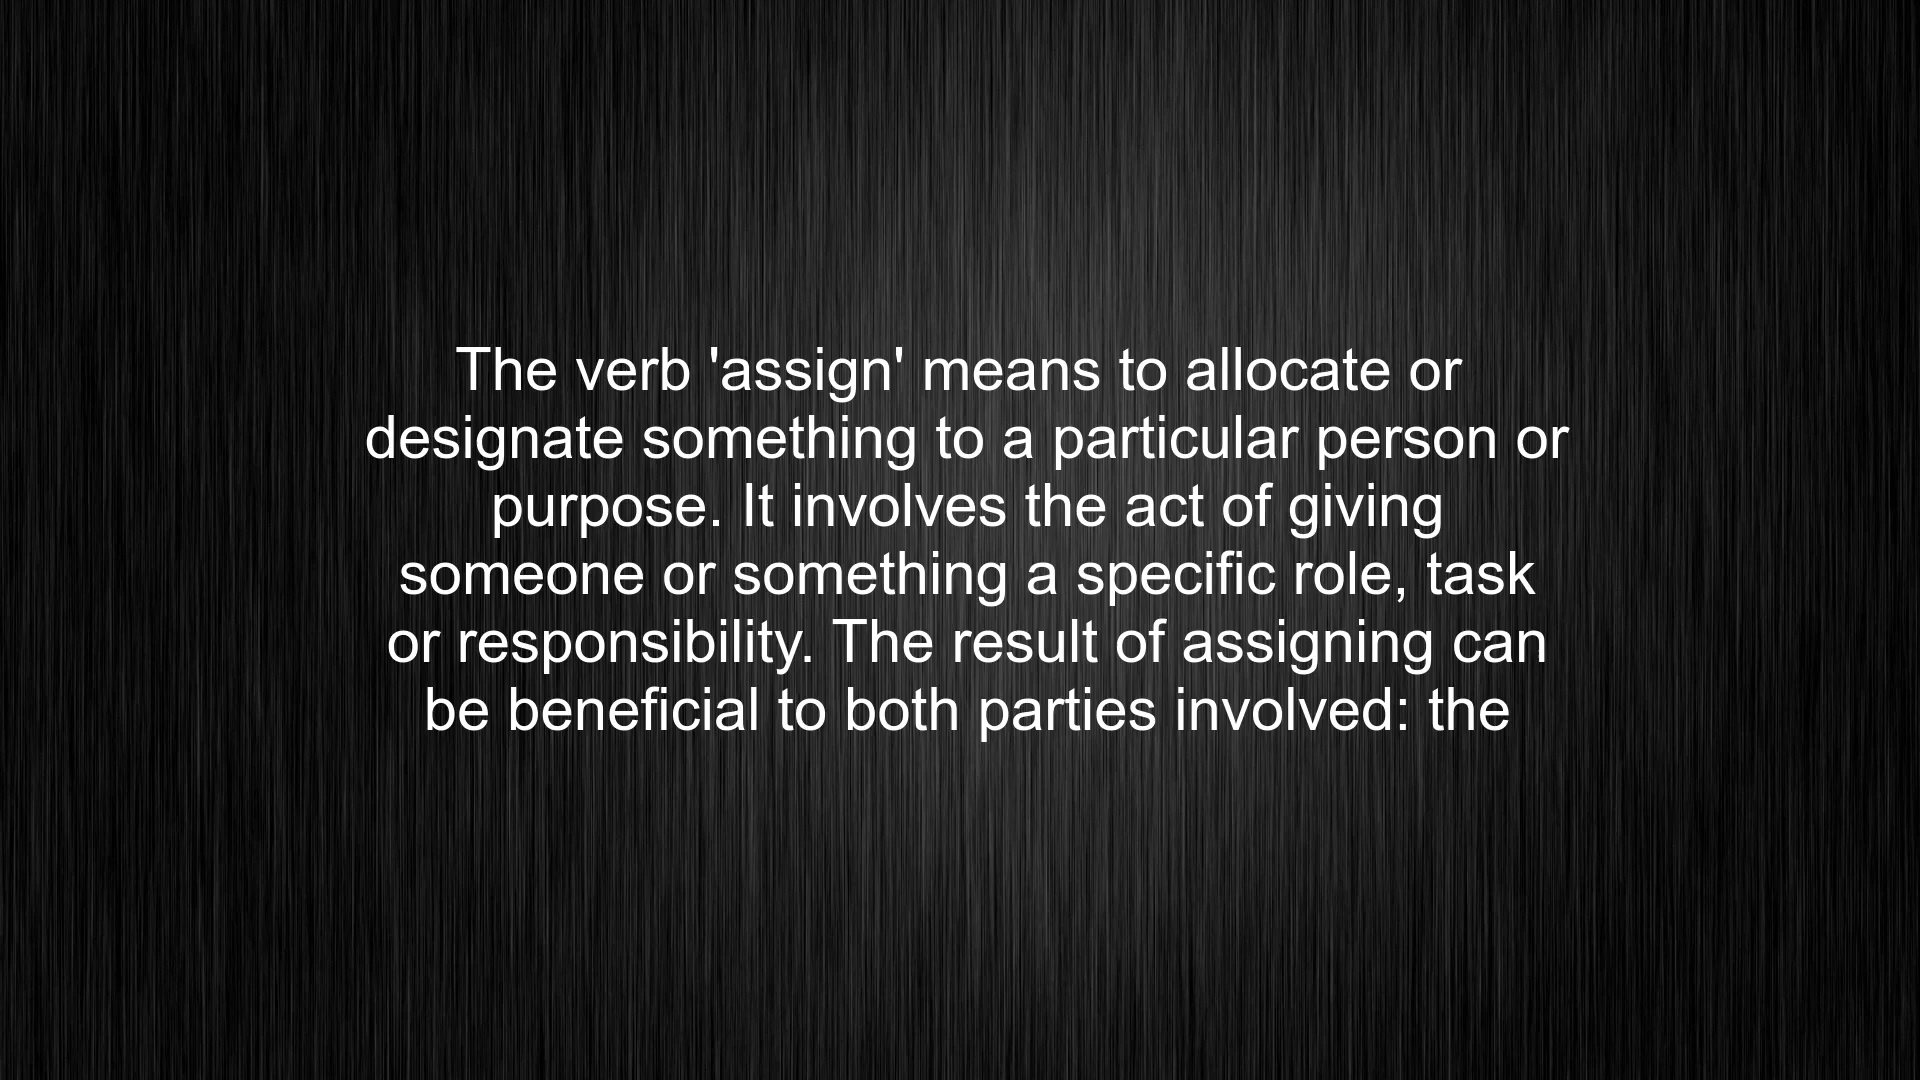 The verb 'assign' means to allocate or
designate something to a particular person or
purpose. It involves the act of giving
someone or something a specific role, task
or responsibility. The result of assigning can
be beneficial to both parties involved: the